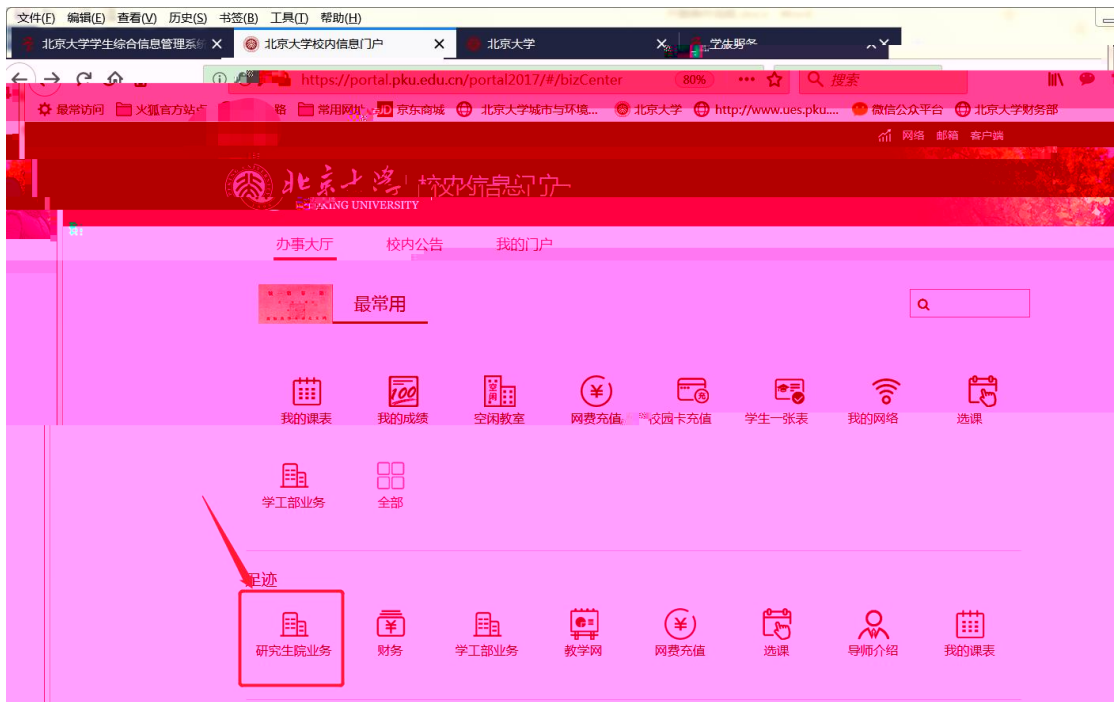 文件(F) 编辑(E) 查看(V) 历史(S) 书签(B) 工具(T) 帮助(H)
北京大学学生综合信息管理系统 × 北京大学校内信息门户 × 北京大学 × 学生服务 ×
https://portal.pku.edu.cn/portal2017/#/bizCenter 80% 搜索
最常访问 火狐官方站点 常用网址 JD 京东商城 北京大学城市与环境... 北京大学 http://www.ues.pku.... 微信公众平台 北京大学财务部
网络 邮箱 客户端
北京大学 校内信息门户
PEKING UNIVERSITY
办事大厅 校内公告 我的门户
最常用
我的课表 我的成绩 空闲教室 网费充值 校园卡充值 学生一张表 我的网络 选课
学工部业务 全部
足迹
研究生院业务 财务 学工部业务 教学网 网费充值 选课 导师介绍 我的课表